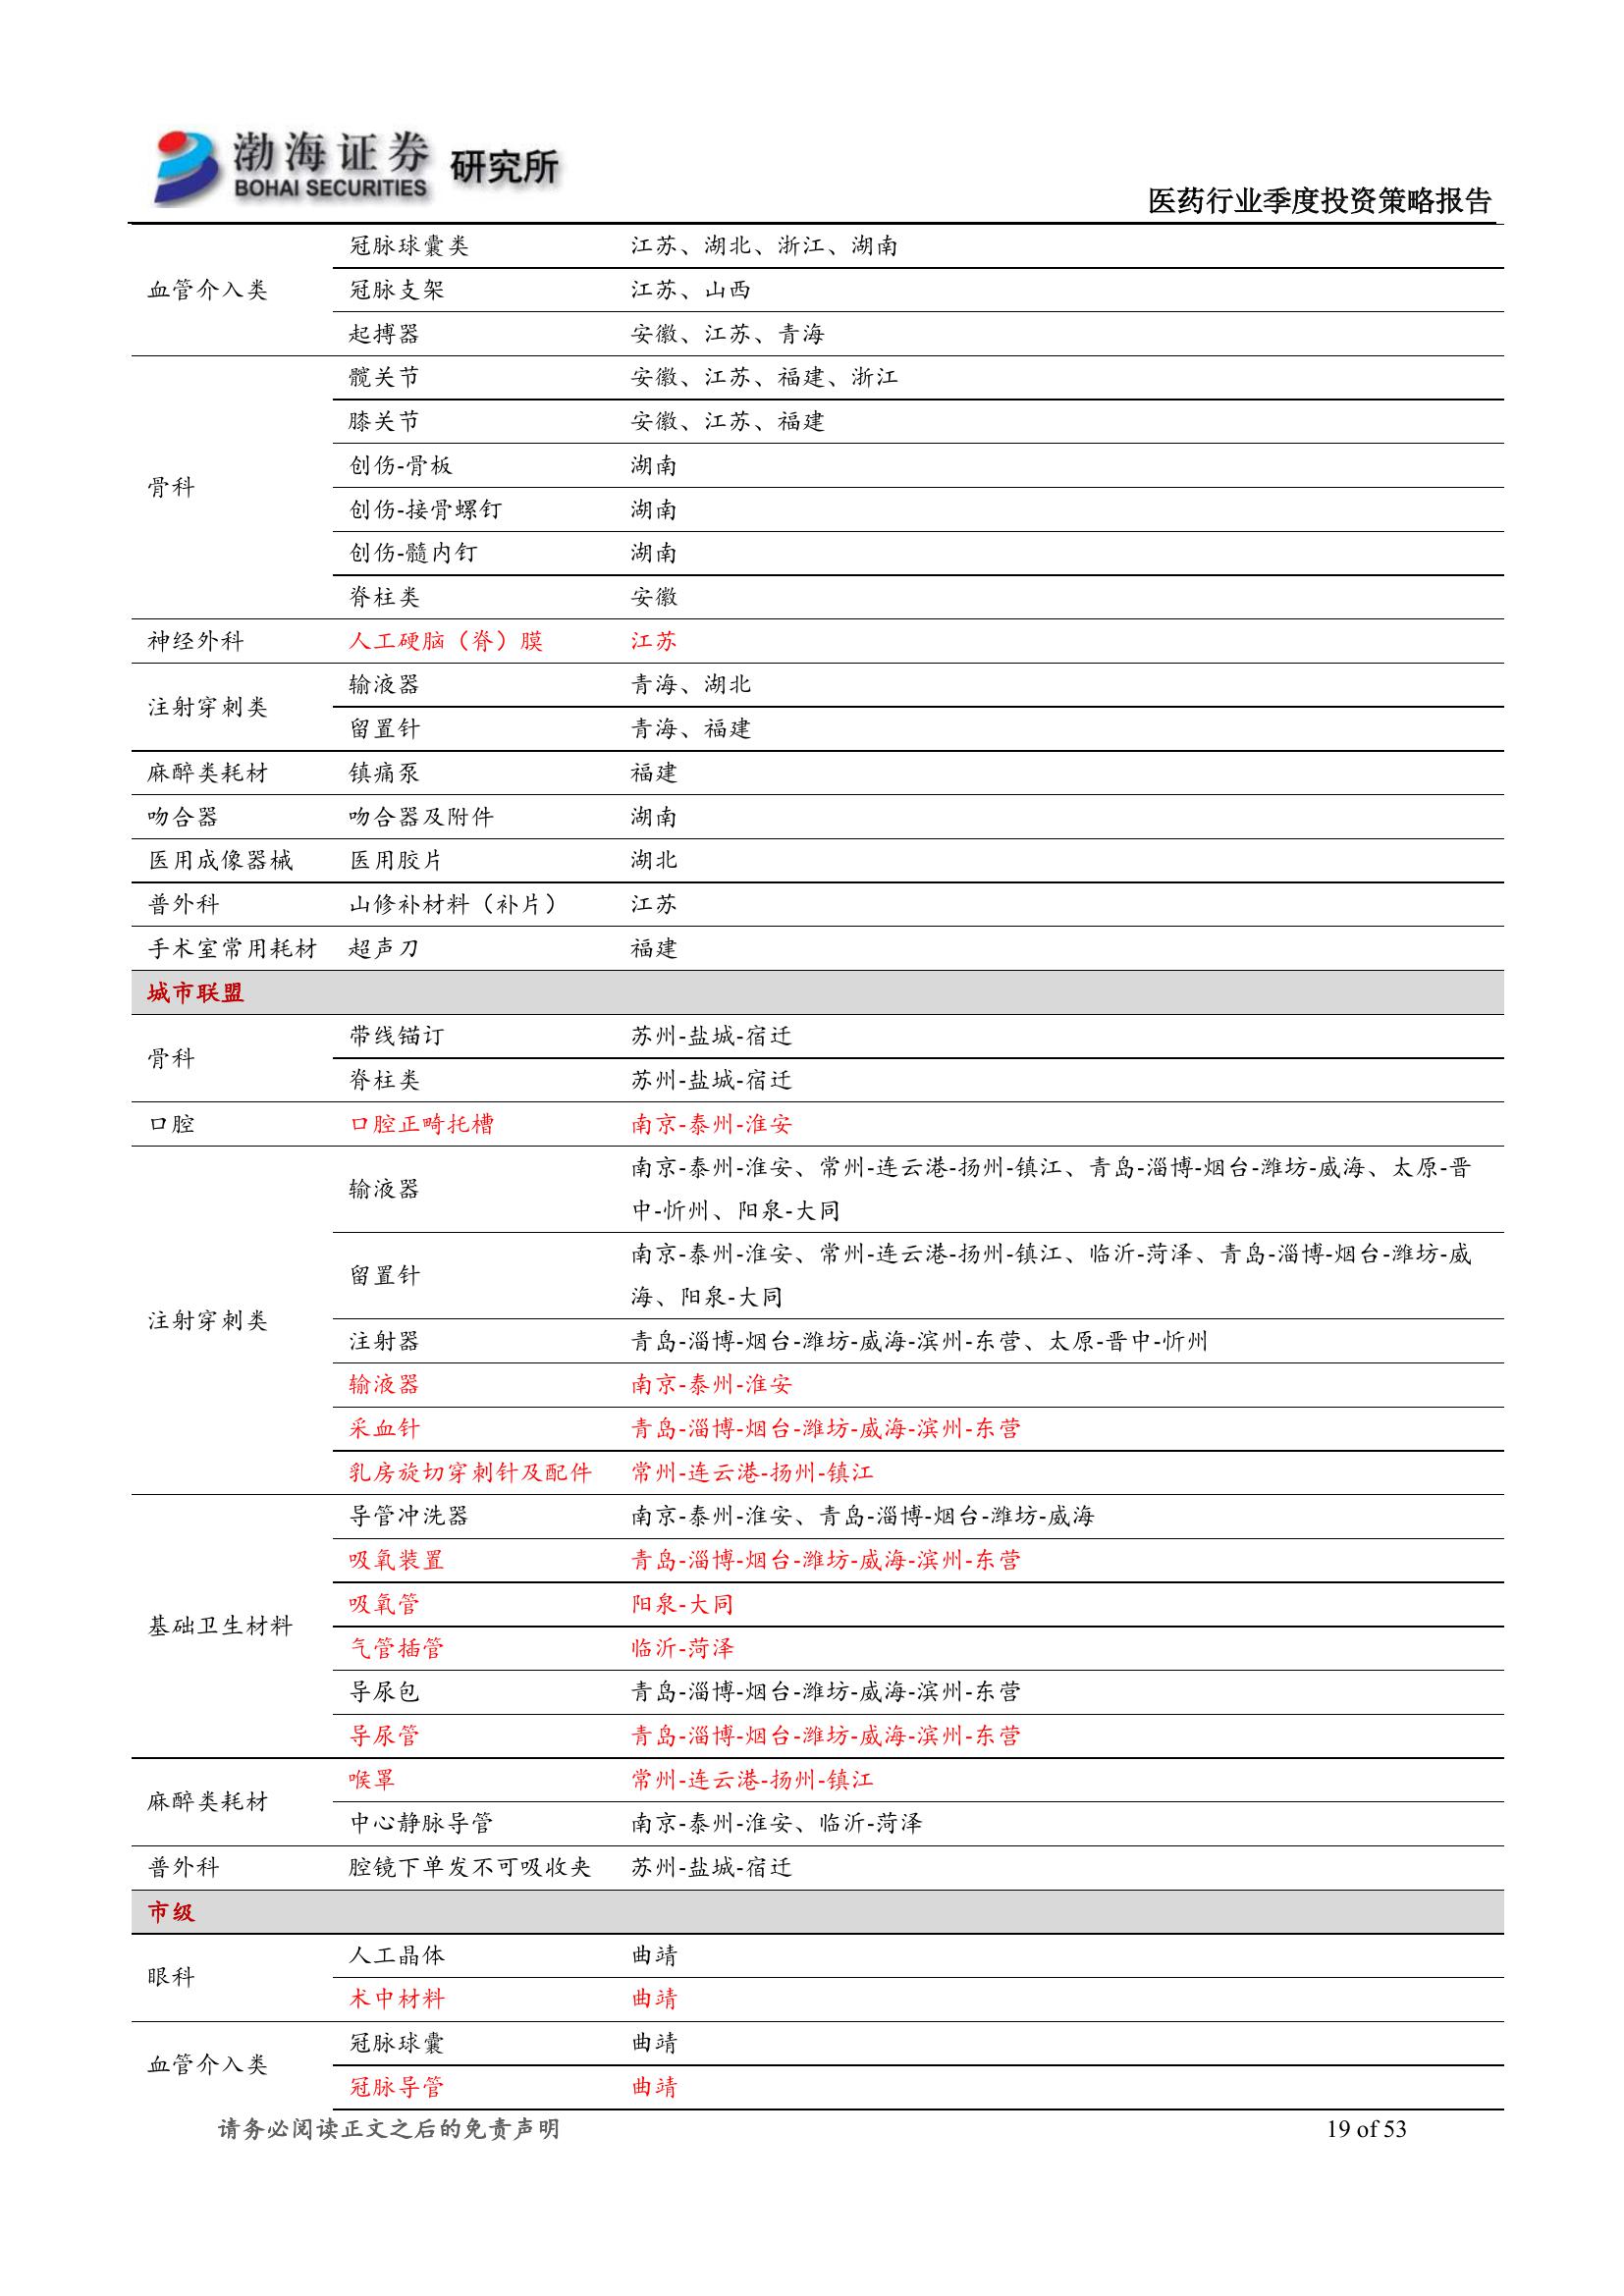 渤海证券 研究所
BOHAI SECURITIES
医药行业季度投资策略报告
血管介入类
冠脉球囊类 江苏、湖北、浙江、湖南
冠脉支架 江苏、山西
起搏器 安徽、江苏、青海
骨科
髋关节 安徽、江苏、福建、浙江
膝关节 安徽、江苏、福建
创伤-骨板 湖南
创伤-接骨螺钉 湖南
创伤-髓内钉 湖南
脊柱类 安徽
神经外科 人工硬脑（脊）膜 江苏
注射穿刺类
输液器 青海、湖北
留置针 青海、福建
麻醉类耗材 镇痛泵 福建
吻合器 吻合器及附件 湖南
医用成像器械 医用胶片 湖北
普外科 山修补材料（补片） 江苏
手术室常用耗材 超声刀 福建
城市联盟
骨科
带线锚订 苏州-盐城-宿迁
脊柱类 苏州-盐城-宿迁
口腔 口腔正畸托槽 南京-泰州-淮安
注射穿刺类
输液器
南京-泰州-淮安、常州-连云港-扬州-镇江、青岛-淄博-烟台-潍坊-威海、太原-晋
中-忻州、阳泉-大同
留置针
南京-泰州-淮安、常州-连云港-扬州-镇江、临沂-菏泽、青岛-淄博-烟台-潍坊-威
海、阳泉-大同
注射器 青岛-淄博-烟台-潍坊-威海-滨州-东营、太原-晋中-忻州
输液器 南京-泰州-淮安
采血针 青岛-淄博-烟台-潍坊-威海-滨州-东营
乳房旋切穿刺针及配件 常州-连云港-扬州-镇江
基础卫生材料
导管冲洗器 南京-泰州-淮安、青岛-淄博-烟台-潍坊-威海
吸氧装置 青岛-淄博-烟台-潍坊-威海-滨州-东营
吸氧管 阳泉-大同
气管插管 临沂-菏泽
导尿包 青岛-淄博-烟台-潍坊-威海-滨州-东营
导尿管 青岛-淄博-烟台-潍坊-威海-滨州-东营
麻醉类耗材
喉罩 常州-连云港-扬州-镇江
中心静脉导管 南京-泰州-淮安、临沂-菏泽
普外科 腔镜下单发不可吸收夹 苏州-盐城-宿迁
市级
眼科
人工晶体 曲靖
术中材料 曲靖
血管介入类
冠脉球囊 曲靖
冠脉导管 曲靖
请务必阅读正文之后的免责声明 19 of 53